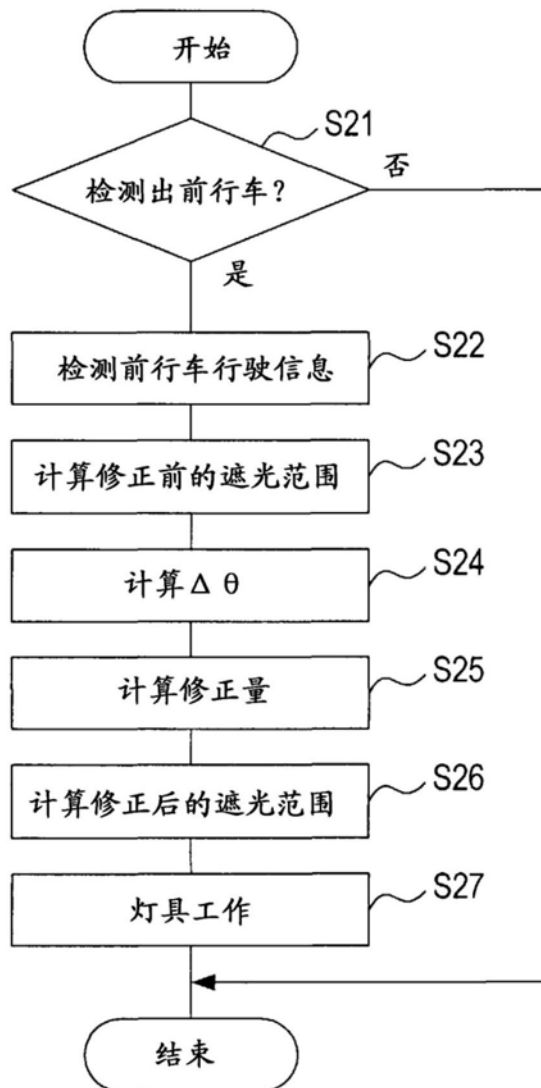 开始
S21
检测出前行车？
否
是
检测前行车行驶信息
S22
计算修正前的遮光范围
S23
计算Δ θ
S24
计算修正量
S25
计算修正后的遮光范围
S26
灯具工作
S27
结束